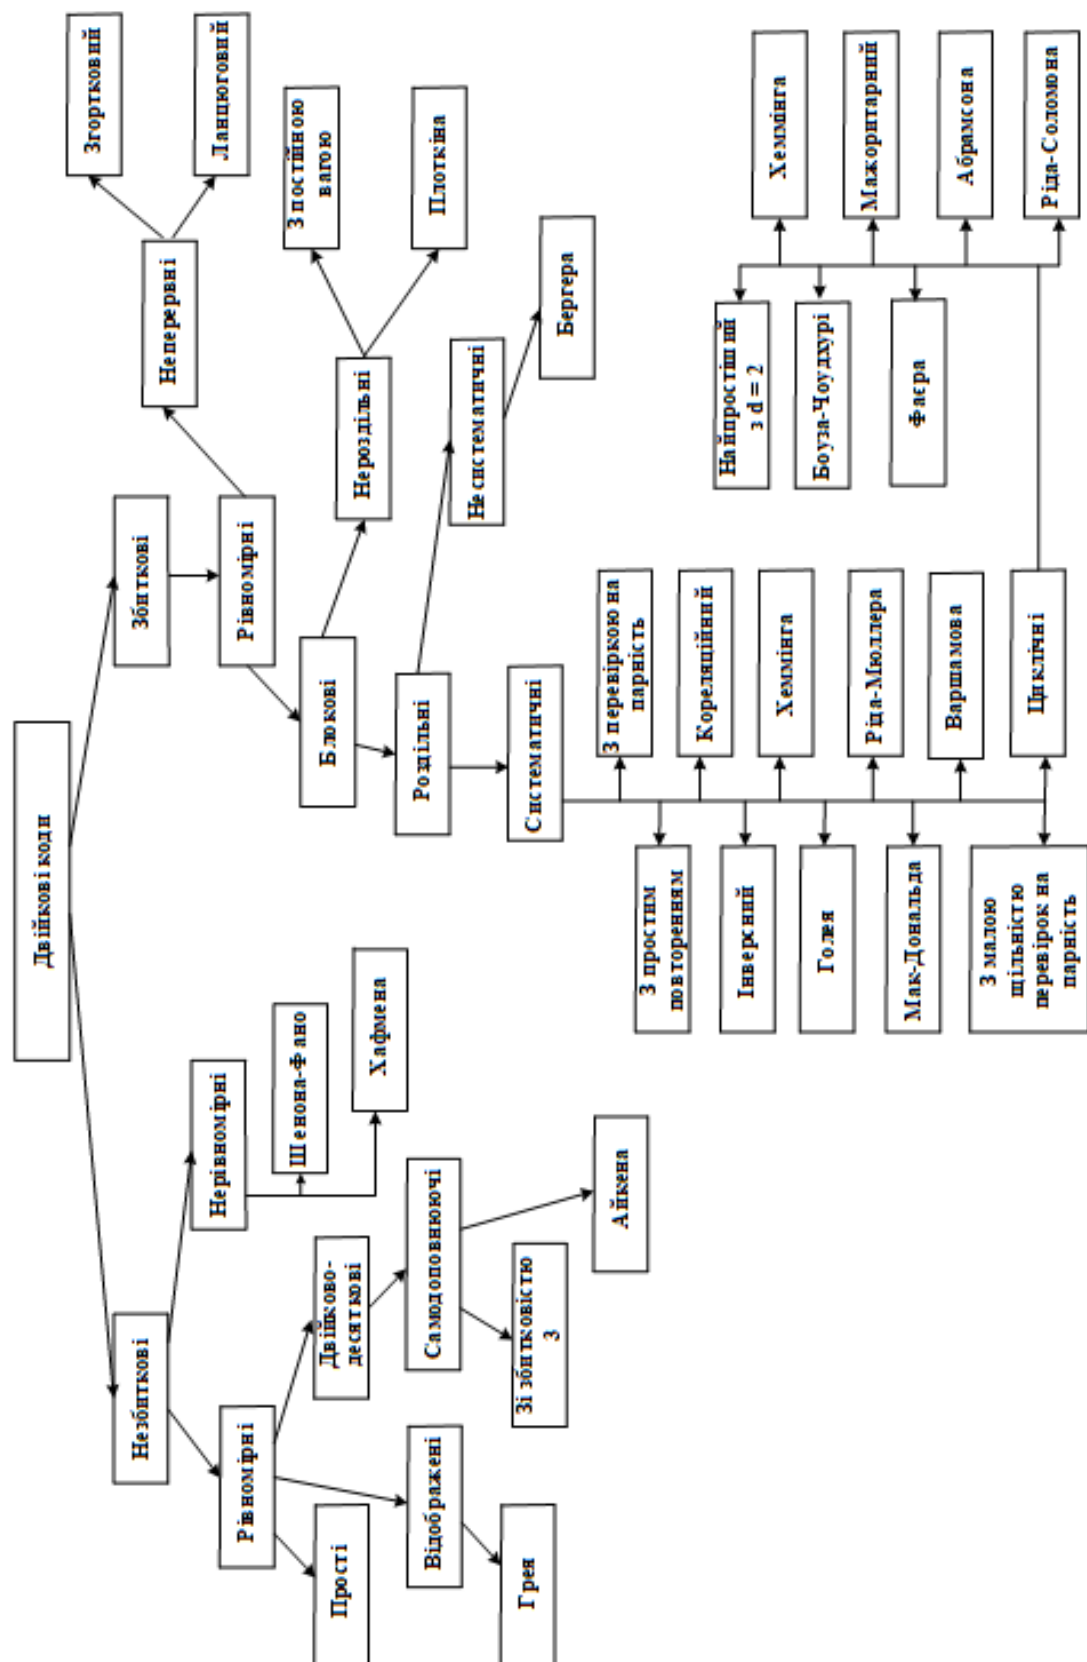 Двійкові коди
Незбиткові
Збиткові
Рівномірні
Нерівномірні
Рівномірні
Неперервні
Згортковий
Ланцюговий
Прості
Двійково-
десяткові
Шенона-Фано
Хафмена
Блокові
Нероздільні
З постійною
вагою
Плоткіна
Відображені
Самодоповнюючі
Роздільні
Несистематичні
Бергера
Грея
Зі збитковістю
3
Айкена
Систематичні
З простим
повторенням
Інверсний
Голея
Мак-Дональда
З малою
щільністю
перевірок на
парність
З перевіркою на
парність
Кореляційний
Хеммінга
Ріда-Мюллера
Варшамова
Циклічні
Найпростіший
з d = 2
Боуза-Чоудхурі
Фаєра
Хеммінга
Мажорнтарний
Абрамсона
Ріда-Соломона